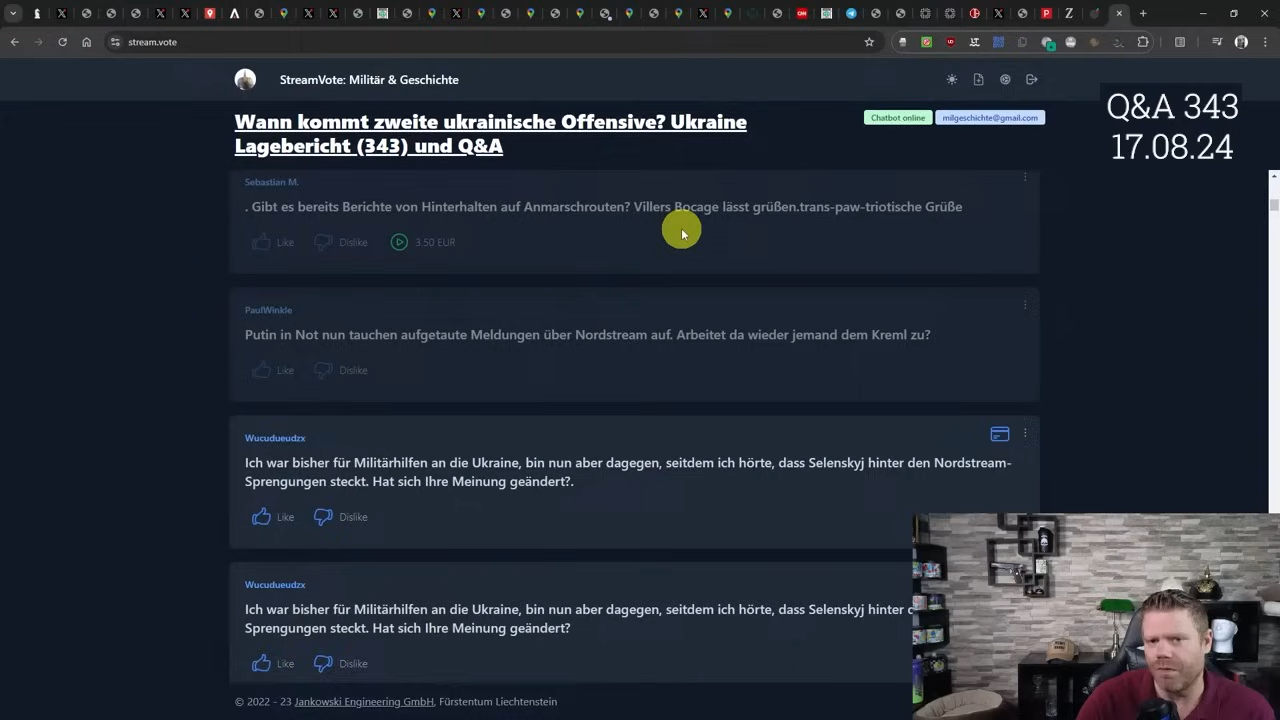 stream.vote
StreamVote: Militär & Geschichte
Q&A 343
17.08.24
Wann kommt zweite ukrainische Offensive? Ukraine
Lagebericht (343) und Q&A
Chatbot online
milgeschichte@gmail.com
Sebastian M.
. Gibt es bereits Berichte von Hinterhalten auf Anmarschrouten? Villers Bocage lässt grüßen.trans-paw-triotische Grüße
Like Dislike 3.50 EUR
PaulWinkle
Putin in Not nun tauchen aufgetaute Meldungen über Nordstream auf. Arbeitet da wieder jemand dem Kreml zu?
Like Dislike
Wucudueudzx
Ich war bisher für Militärhilfen an die Ukraine, bin nun aber dagegen, seitdem ich hörte, dass Selenskyj hinter den Nordstream-
Sprengungen steckt. Hat sich Ihre Meinung geändert?.
Like Dislike
Wucudueudzx
Ich war bisher für Militärhilfen an die Ukraine, bin nun aber dagegen, seitdem ich hörte, dass Selenskyj hinter
Sprengungen steckt. Hat sich Ihre Meinung geändert?
Like Dislike
© 2022 - 23 Jankowski Engineering GmbH, Fürstentum Liechtenstein